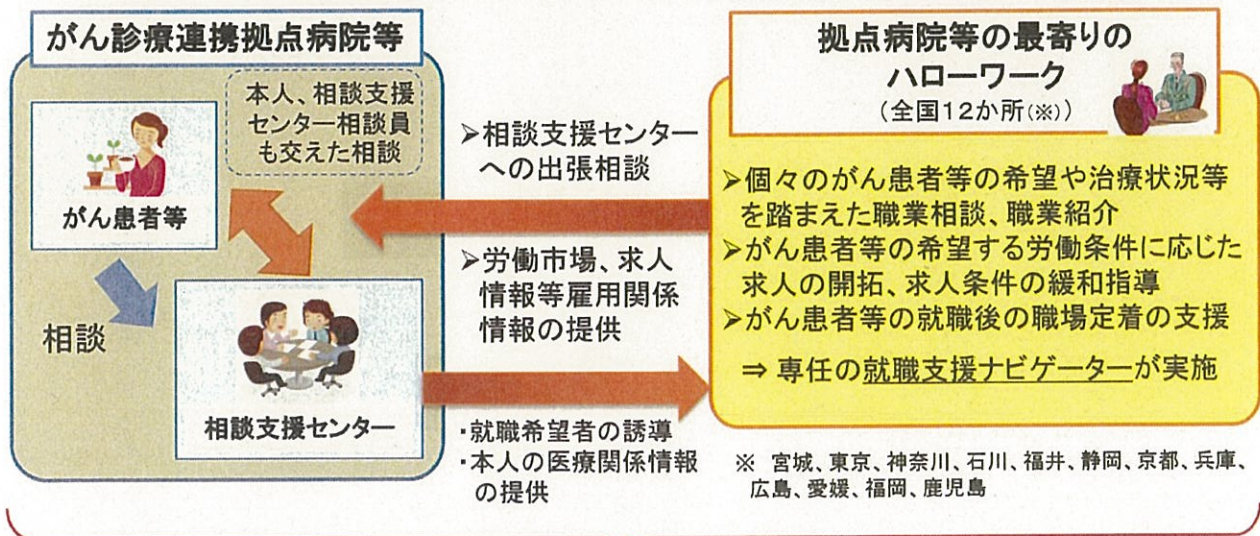 がん診療連携拠点病院等
本人、相談支援
センター相談員
も交えた相談
がん患者等
相談
相談支援センター
➢相談支援センター
への出張相談
➢労働市場、求人
情報等雇用関係
情報の提供
・就職希望者の誘導
・本人の医療関係情報
の提供
拠点病院等の最寄りの
ハローワーク
(全国12か所(※))
➢個々のがん患者等の希望や治療状況等
を踏まえた職業相談、職業紹介
➢がん患者等の希望する労働条件に応じた
求人の開拓、求人条件の緩和指導
➢がん患者等の就職後の職場定着の支援
⇒ 専任の就職支援ナビゲーターが実施
※ 宮城、東京、神奈川、石川、福井、静岡、京都、兵庫、
広島、愛媛、福岡、鹿児島